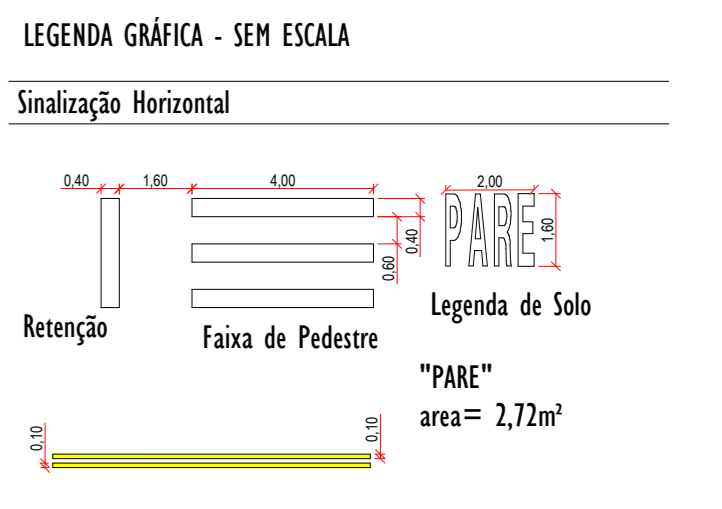 LEGENDA GRÁFICA - SEM ESCALA
Sinalização Horizontal
0,40
1,60
4,00
2,00
PARE
1,60
0,40
0,60
Retenção
Faixa de Pedestre
Legenda de Solo
"PARE"
area= 2,72m²
0,10
0,10